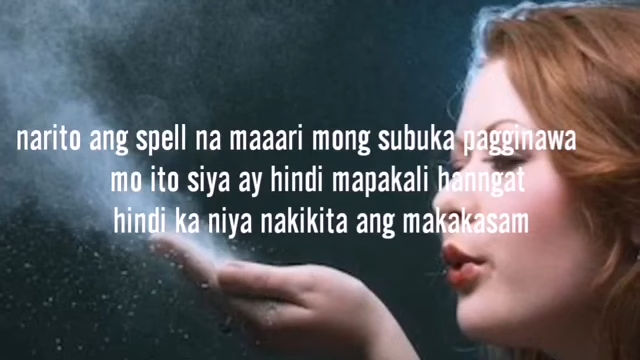 narito ang spell na maaari mong subuka pagginawa
mo ito siya ay hindi mapakali hanngat
hindi ka niya nakikita ang makakasam